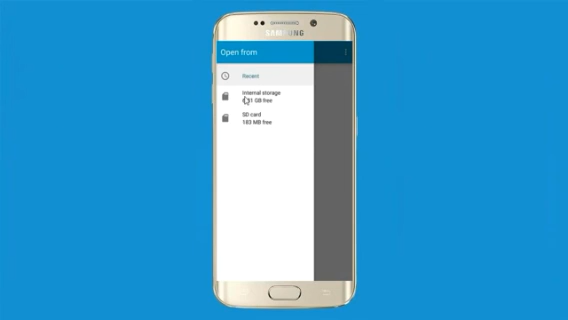 SAMSUNG
Open from
Recent
Internal storage
GB free
SD card
183 MB free